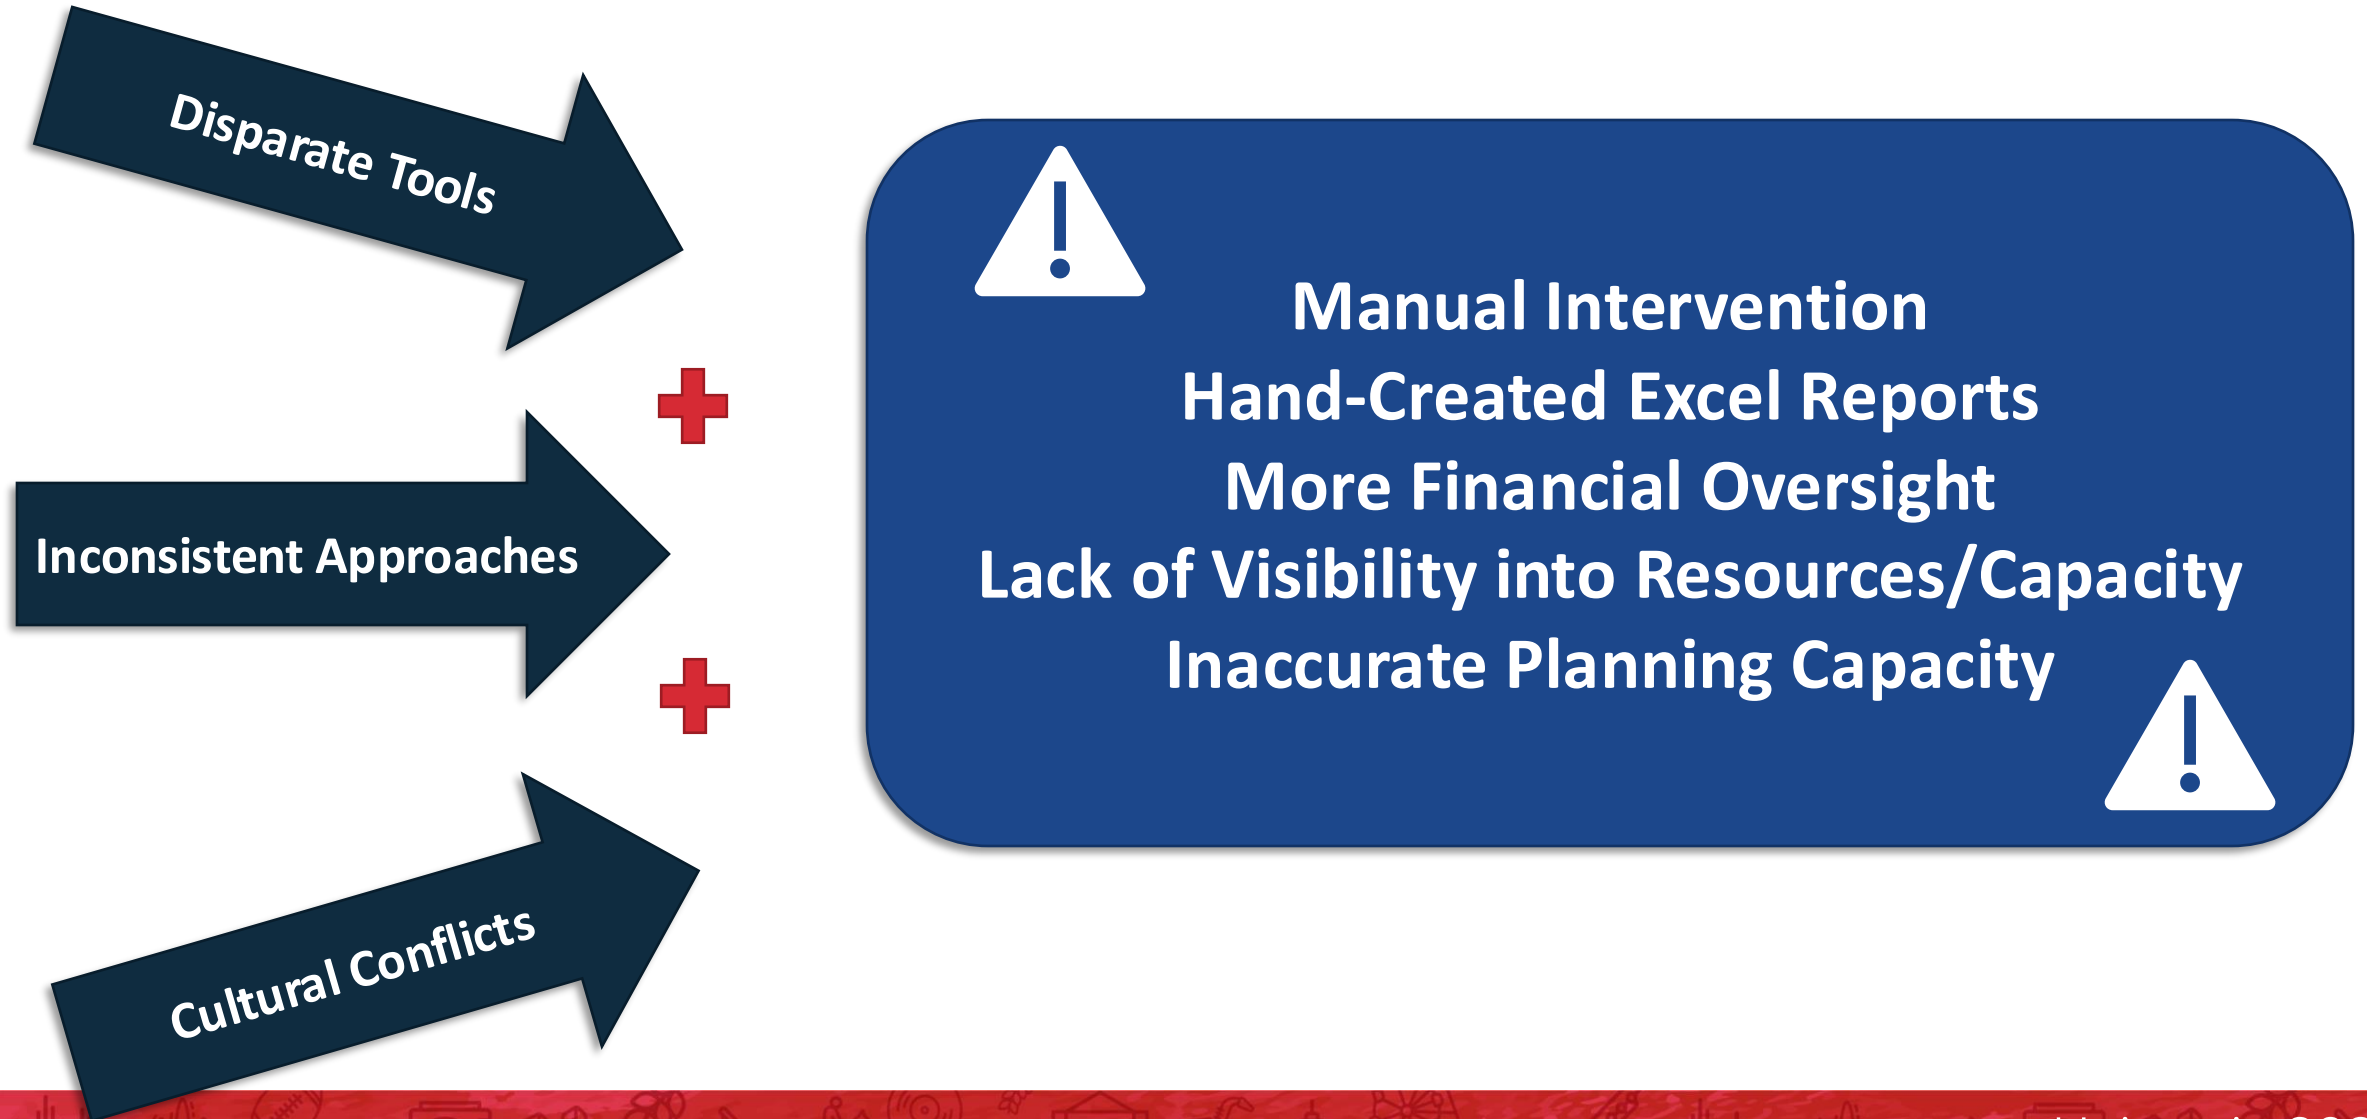 Disparate Tools
Inconsistent Approaches
Cultural Conflicts
Manual Intervention
Hand-Created Excel Reports
More Financial Oversight
Lack of Visibility into Resources/Capacity
Inaccurate Planning Capacity